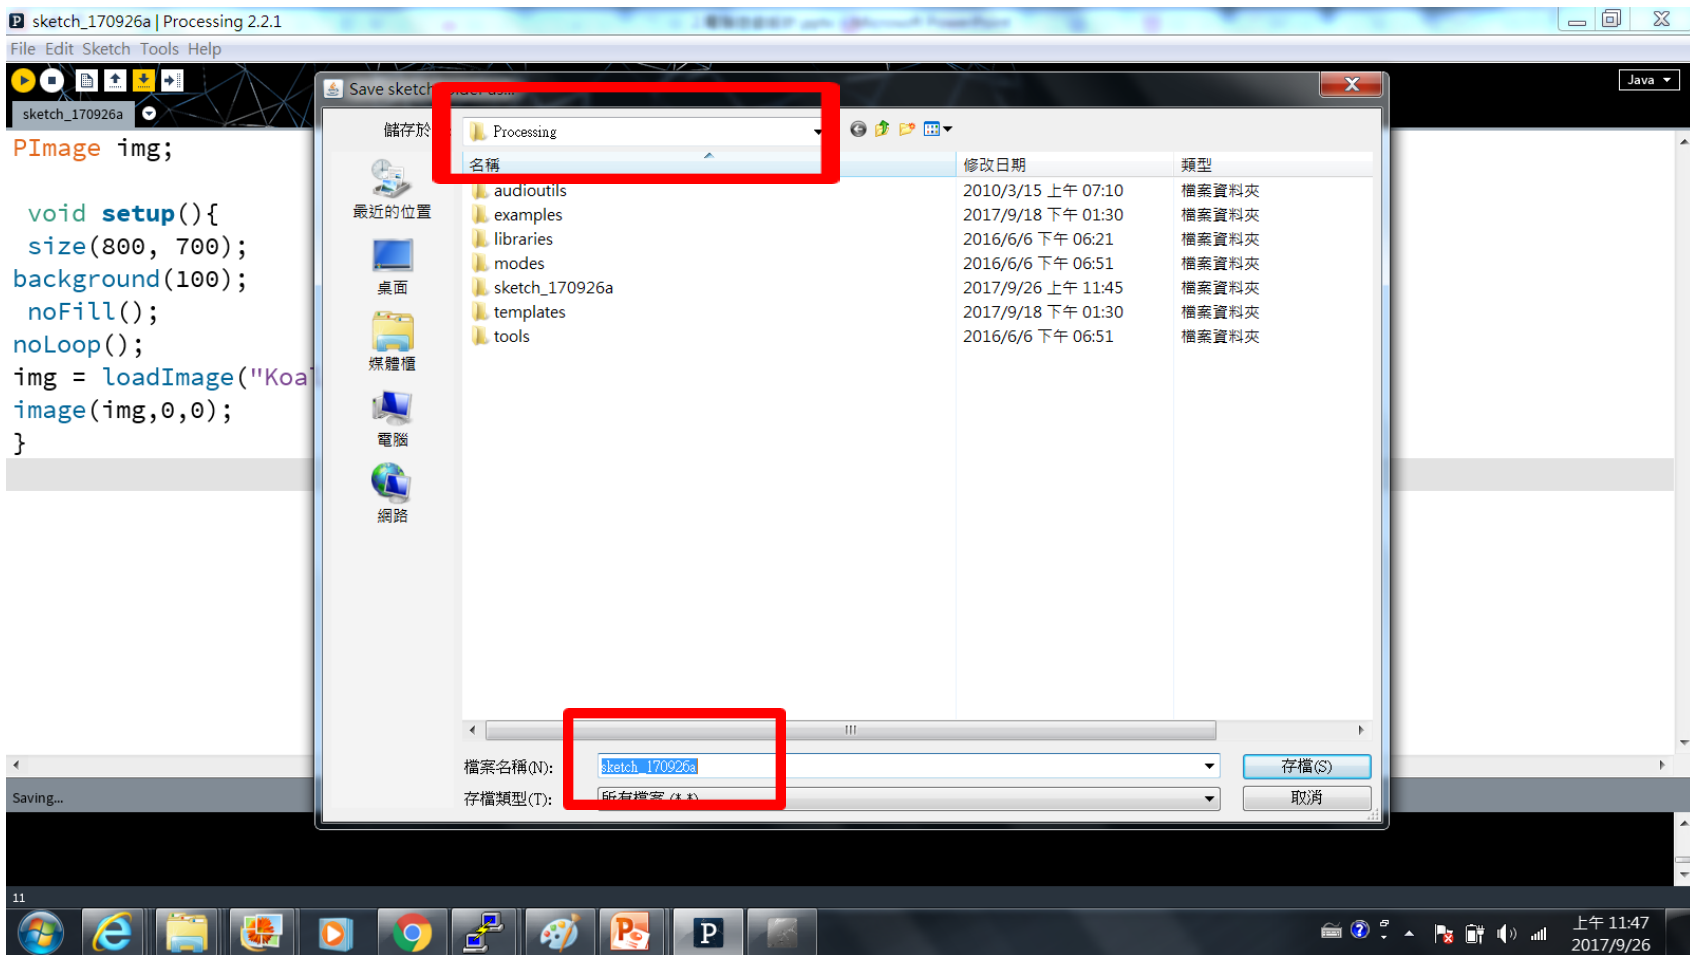 sketch_170926a | Processing 2.2.1
File Edit Sketch Tools Help
Java
sketch_170926a
PImage img;
void setup(){
size(800, 700);
background(100);
noFill();
noLoop();
img = loadImage("Koa
image(img,0,0);
}
Save sketch
儲存於
Processing
名稱 修改日期 類型
audioutils 2010/3/15 上午 07:10 檔案資料夾
examples 2017/9/18 下午 01:30 檔案資料夾
libraries 2016/6/6 下午 06:21 檔案資料夾
modes 2016/6/6 下午 06:51 檔案資料夾
sketch_170926a 2017/9/26 上午 11:45 檔案資料夾
templates 2017/9/18 下午 01:30 檔案資料夾
tools 2016/6/6 下午 06:51 檔案資料夾
最近的位置
桌面
媒體櫃
電腦
網路
檔案名稱(N): sketch_170926a 存檔(S)
存檔類型(T): 所有檔案 (*.*) 取消
Saving...
11
上午 11:47
2017/9/26